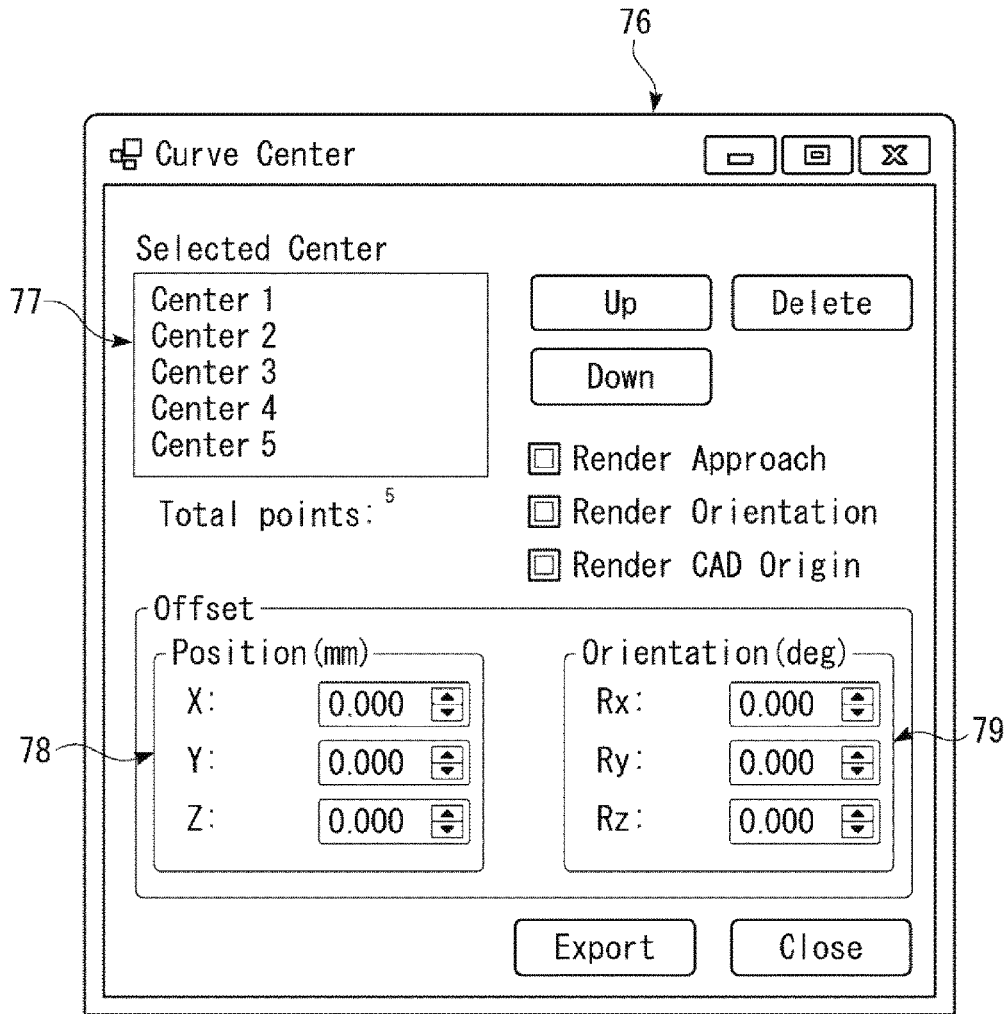 76
Curve Center
Selected Center
77
Center 1
Center 2
Center 3
Center 4
Center 5
Up
Delete
Down
Total points: 5
Render Approach
Render Orientation
Render CAD Origin
Offset
Position(mm)
X: 0.000
Y: 0.000
Z: 0.000
78
Orientation(deg)
Rx: 0.000
Ry: 0.000
Rz: 0.000
79
Export
Close